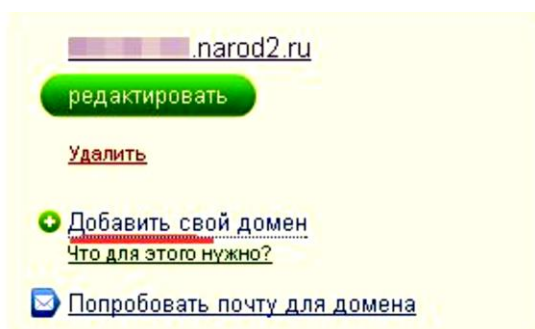 .narod2.ru
редактировать
Удалить
Добавить свой домен
Что для этого нужно?
Попробовать почту для домена